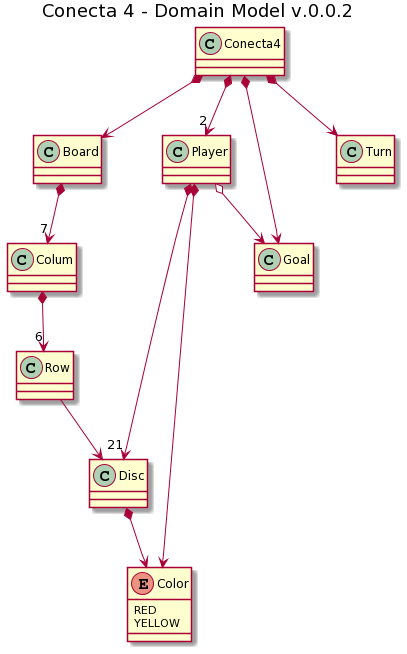 Conecta 4 - Domain Model v.0.0.2
C Conecta4
2
C Board
C Player
C Turn
7
C Colum
C Goal
6
C Row
21
C Disc
E Color
RED
YELLOW